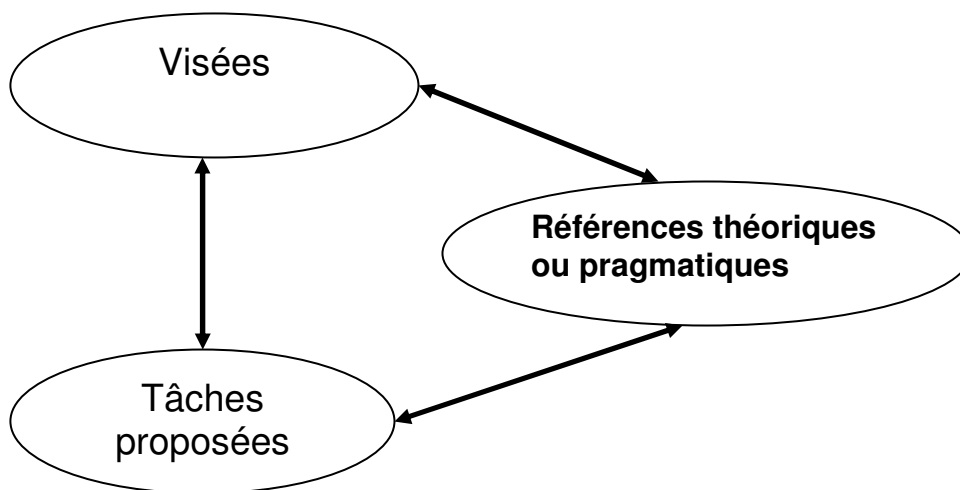 Visées
Références théoriques
ou pragmatiques
Tâches
proposées